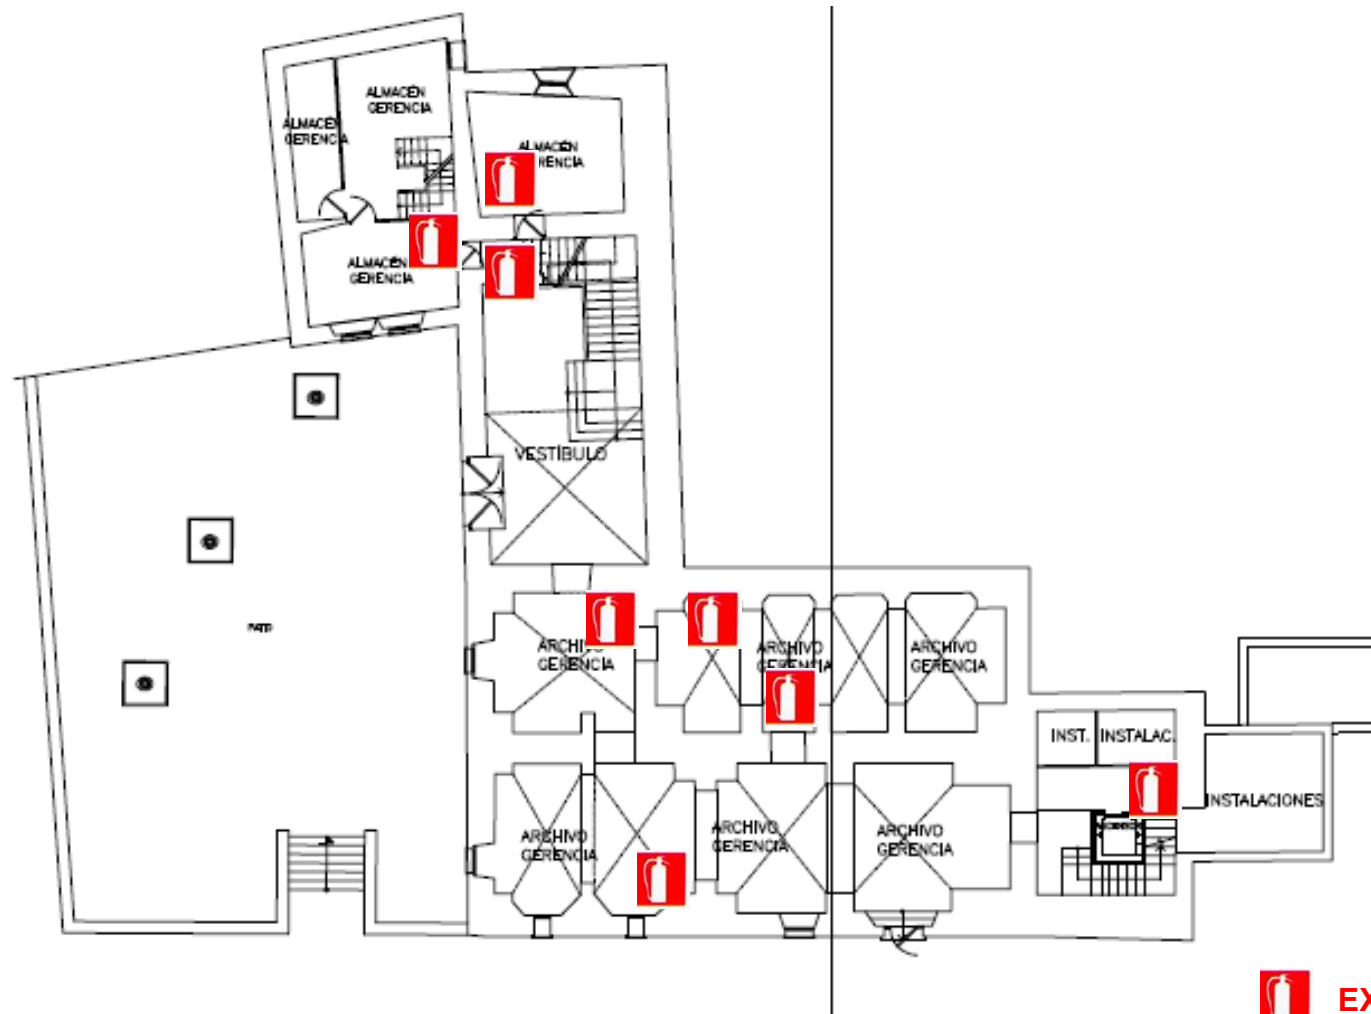 ALMACÉN
GERENCIA
ALMACÉN
GERENCIA
ALMACÉN
ALMACÉN
GERENCIA
VESTÍBULO
PATIO
ARCHIVO
GERENCIA
ARCHIVO
GERENCIA
ARCHIVO
GERENCIA
INST. INSTALAC.
INSTALACIONES
ARCHIVO
GERENCIA
ARCHIVO
GERENCIA
ARCHIVO
GERENCIA
EX